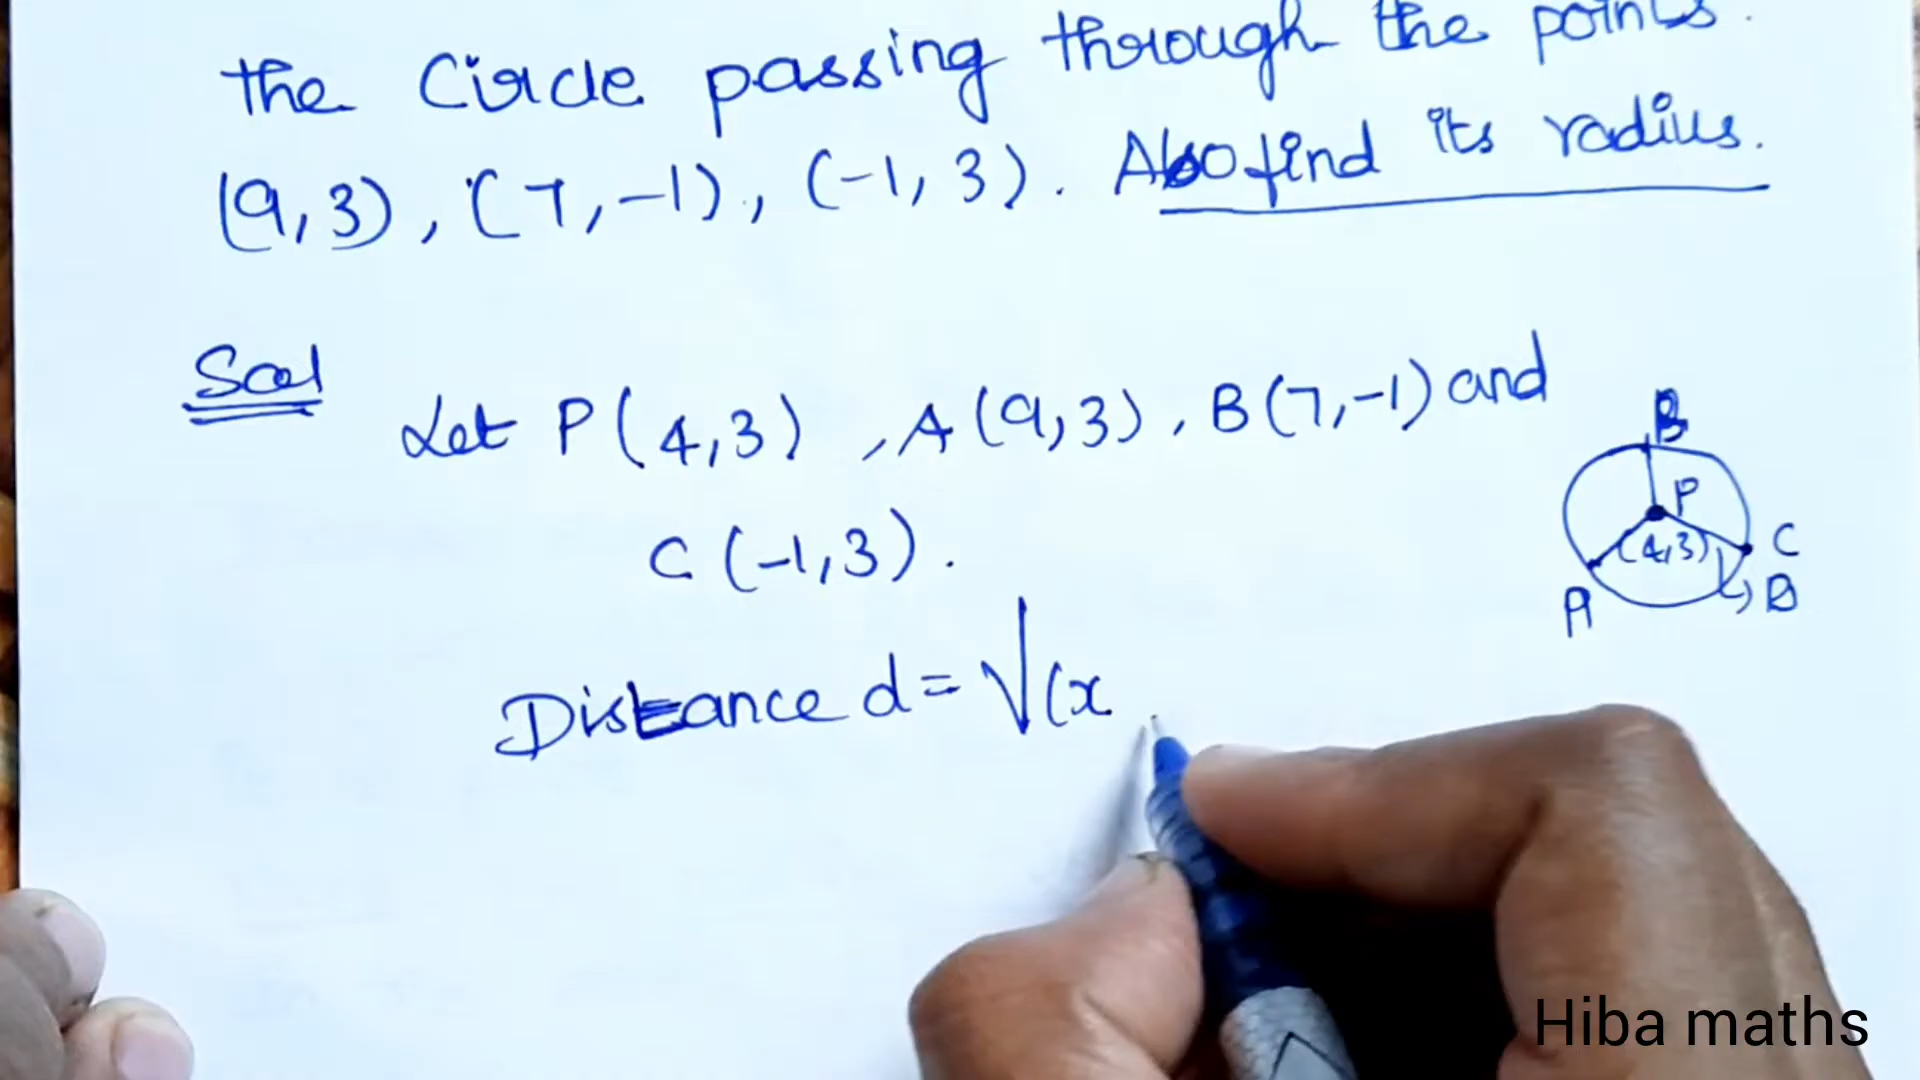 the Circle passing through the points.
(9,3), (7,-1), (-1,3). Also find its radius.
Sol
Let P(4,3), A(9,3), B(7,-1) and
C(-1,3).
Distance d = √(x
B
P
(4,3)
C
A
D
Hiba maths